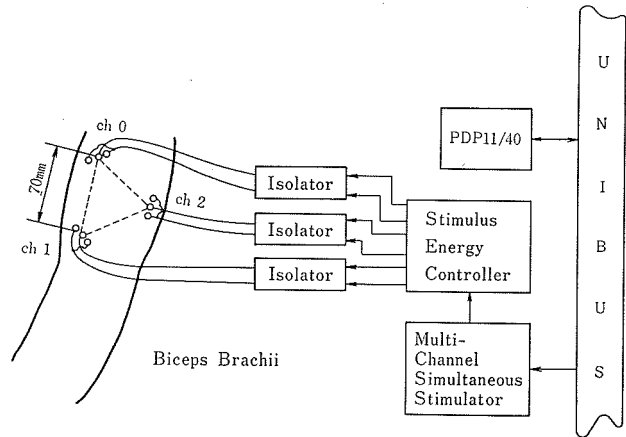 ch 0
70mm
ch 2
ch 1
Biceps Brachii
Isolator
Isolator
Isolator
Stimulus
Energy
Controller
Multi-
Channel
Simultaneous
Stimulator
PDP11/40
UNIBUS